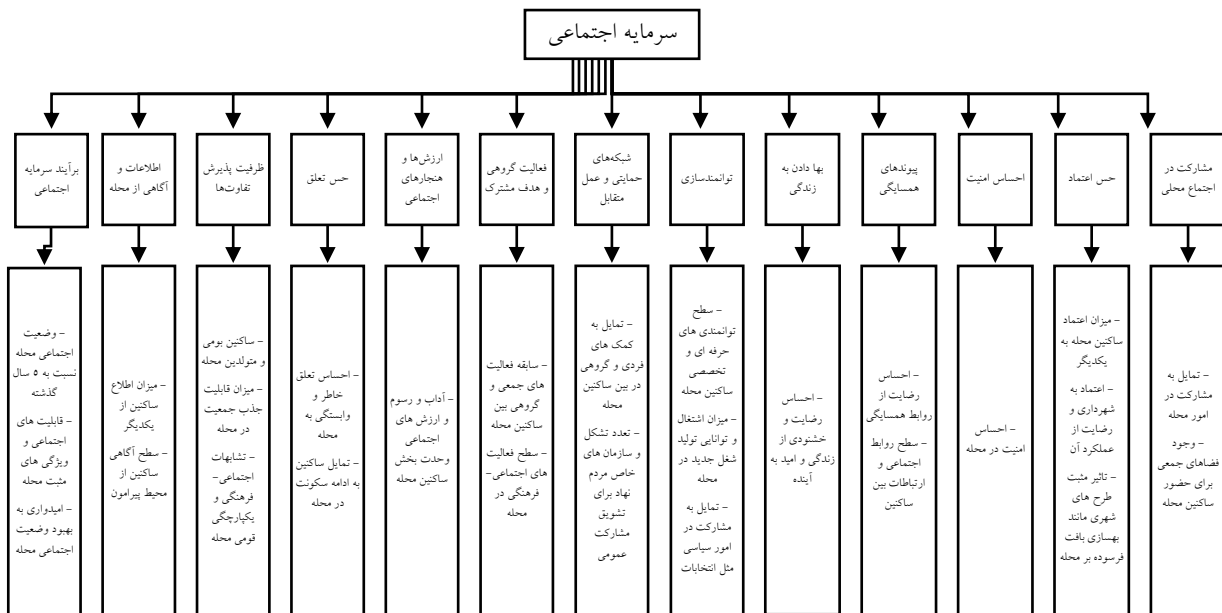 سرمایه اجتماعی
مشارکت در
اجتماع محلی
حس اعتماد
احساس امنیت
پیوندهای
همسایگی
بها دادن به
زندگی
توانمندسازی
شبکه‌های
حمایتی و عمل
متقابل
فعالیت گروهی
و هدف مشترک
ارزش‌ها و
هنجارهای
اجتماعی
حس تعلق
ظرفیت پذیرش
تفاوت‌ها
اطلاعات و
آگاهی از محله
برآیند سرمایه
اجتماعی
– تمایل به
مشارکت در
امور محله
– وجود
فضاهای جمعی
برای حضور
ساکنین محله
– میزان اعتماد
ساکنین محله به
یکدیگر
– اعتماد به
شهرداری و
رضایت از
عملکرد آن
– تاثیر مثبت
طرح های
شهری مانند
بهسازی بافت
فرسوده بر محله
– احساس
امنیت در محله
– احساس
رضایت از
روابط همسایگی
– سطح روابط
اجتماعی و
ارتباطات بین
ساکنین
– احساس
رضایت و
خشنودی از
زندگی و امید به
آینده
– سطح
توانمندی های
حرفه ای و
تخصصی
ساکنین محله
– میزان اشتغال
و توانایی تولید
شغل جدید در
محله
– تمایل به
مشارکت در
امور سیاسی
مثل انتخابات
– تمایل به
کمک های
فردی و گروهی
در بین ساکنین
محله
– تعدد تشکل
و سازمان های
خاص مردم
نهاد برای
تشویق
مشارکت
عمومی
– سابقه فعالیت
های جمعی و
گروهی بین
ساکنین محله
– سطح فعالیت
های اجتماعی-
فرهنگی در
محله
– آداب و رسوم
و ارزش های
اجتماعی
وحدت بخش
ساکنین محله
– احساس تعلق
خاطر و
وابستگی به
محله
– تمایل ساکنین
به ادامه سکونت
در محله
– ساکنین بومی
و متولدین محله
– میزان قابلیت
جذب جمعیت
در محله
– تشابهات
اجتماعی-
فرهنگی و
یکپارچگی
قومی محله
– میزان اطلاع
ساکنین از
یکدیگر
– سطح آگاهی
ساکنین از
محیط پیرامون
– وضعیت
اجتماعی محله
نسبت به ۵ سال
گذشته
– قابلیت های
اجتماعی و
ویژگی های
مثبت محله
– امیدواری به
بهبود وضعیت
اجتماعی محله